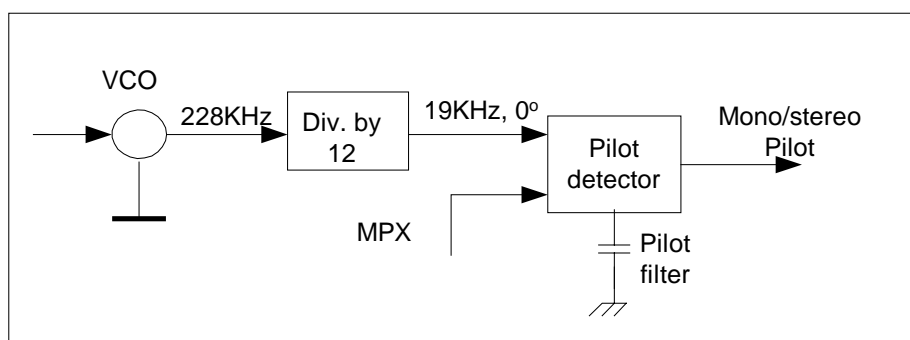 VCO
228KHz
Div. by
12
19KHz, 0º
Pilot
detector
Mono/stereo
Pilot
MPX
Pilot
filter